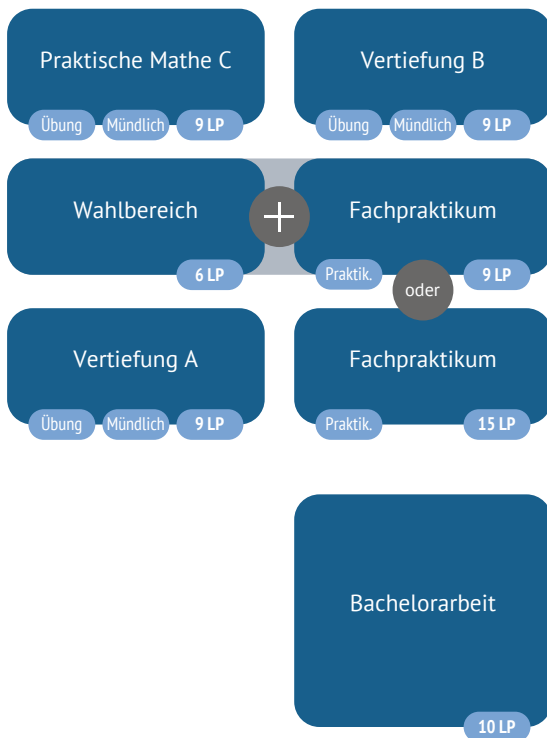 Praktische Mathe C
Vertiefung B
Übung Mündlich 9 LP
Übung Mündlich 9 LP
Wahlbereich
+
Fachpraktikum
6 LP
Praktik.
oder
9 LP
Vertiefung A
Fachpraktikum
Übung Mündlich 9 LP
Praktik. 15 LP
Bachelorarbeit
10 LP